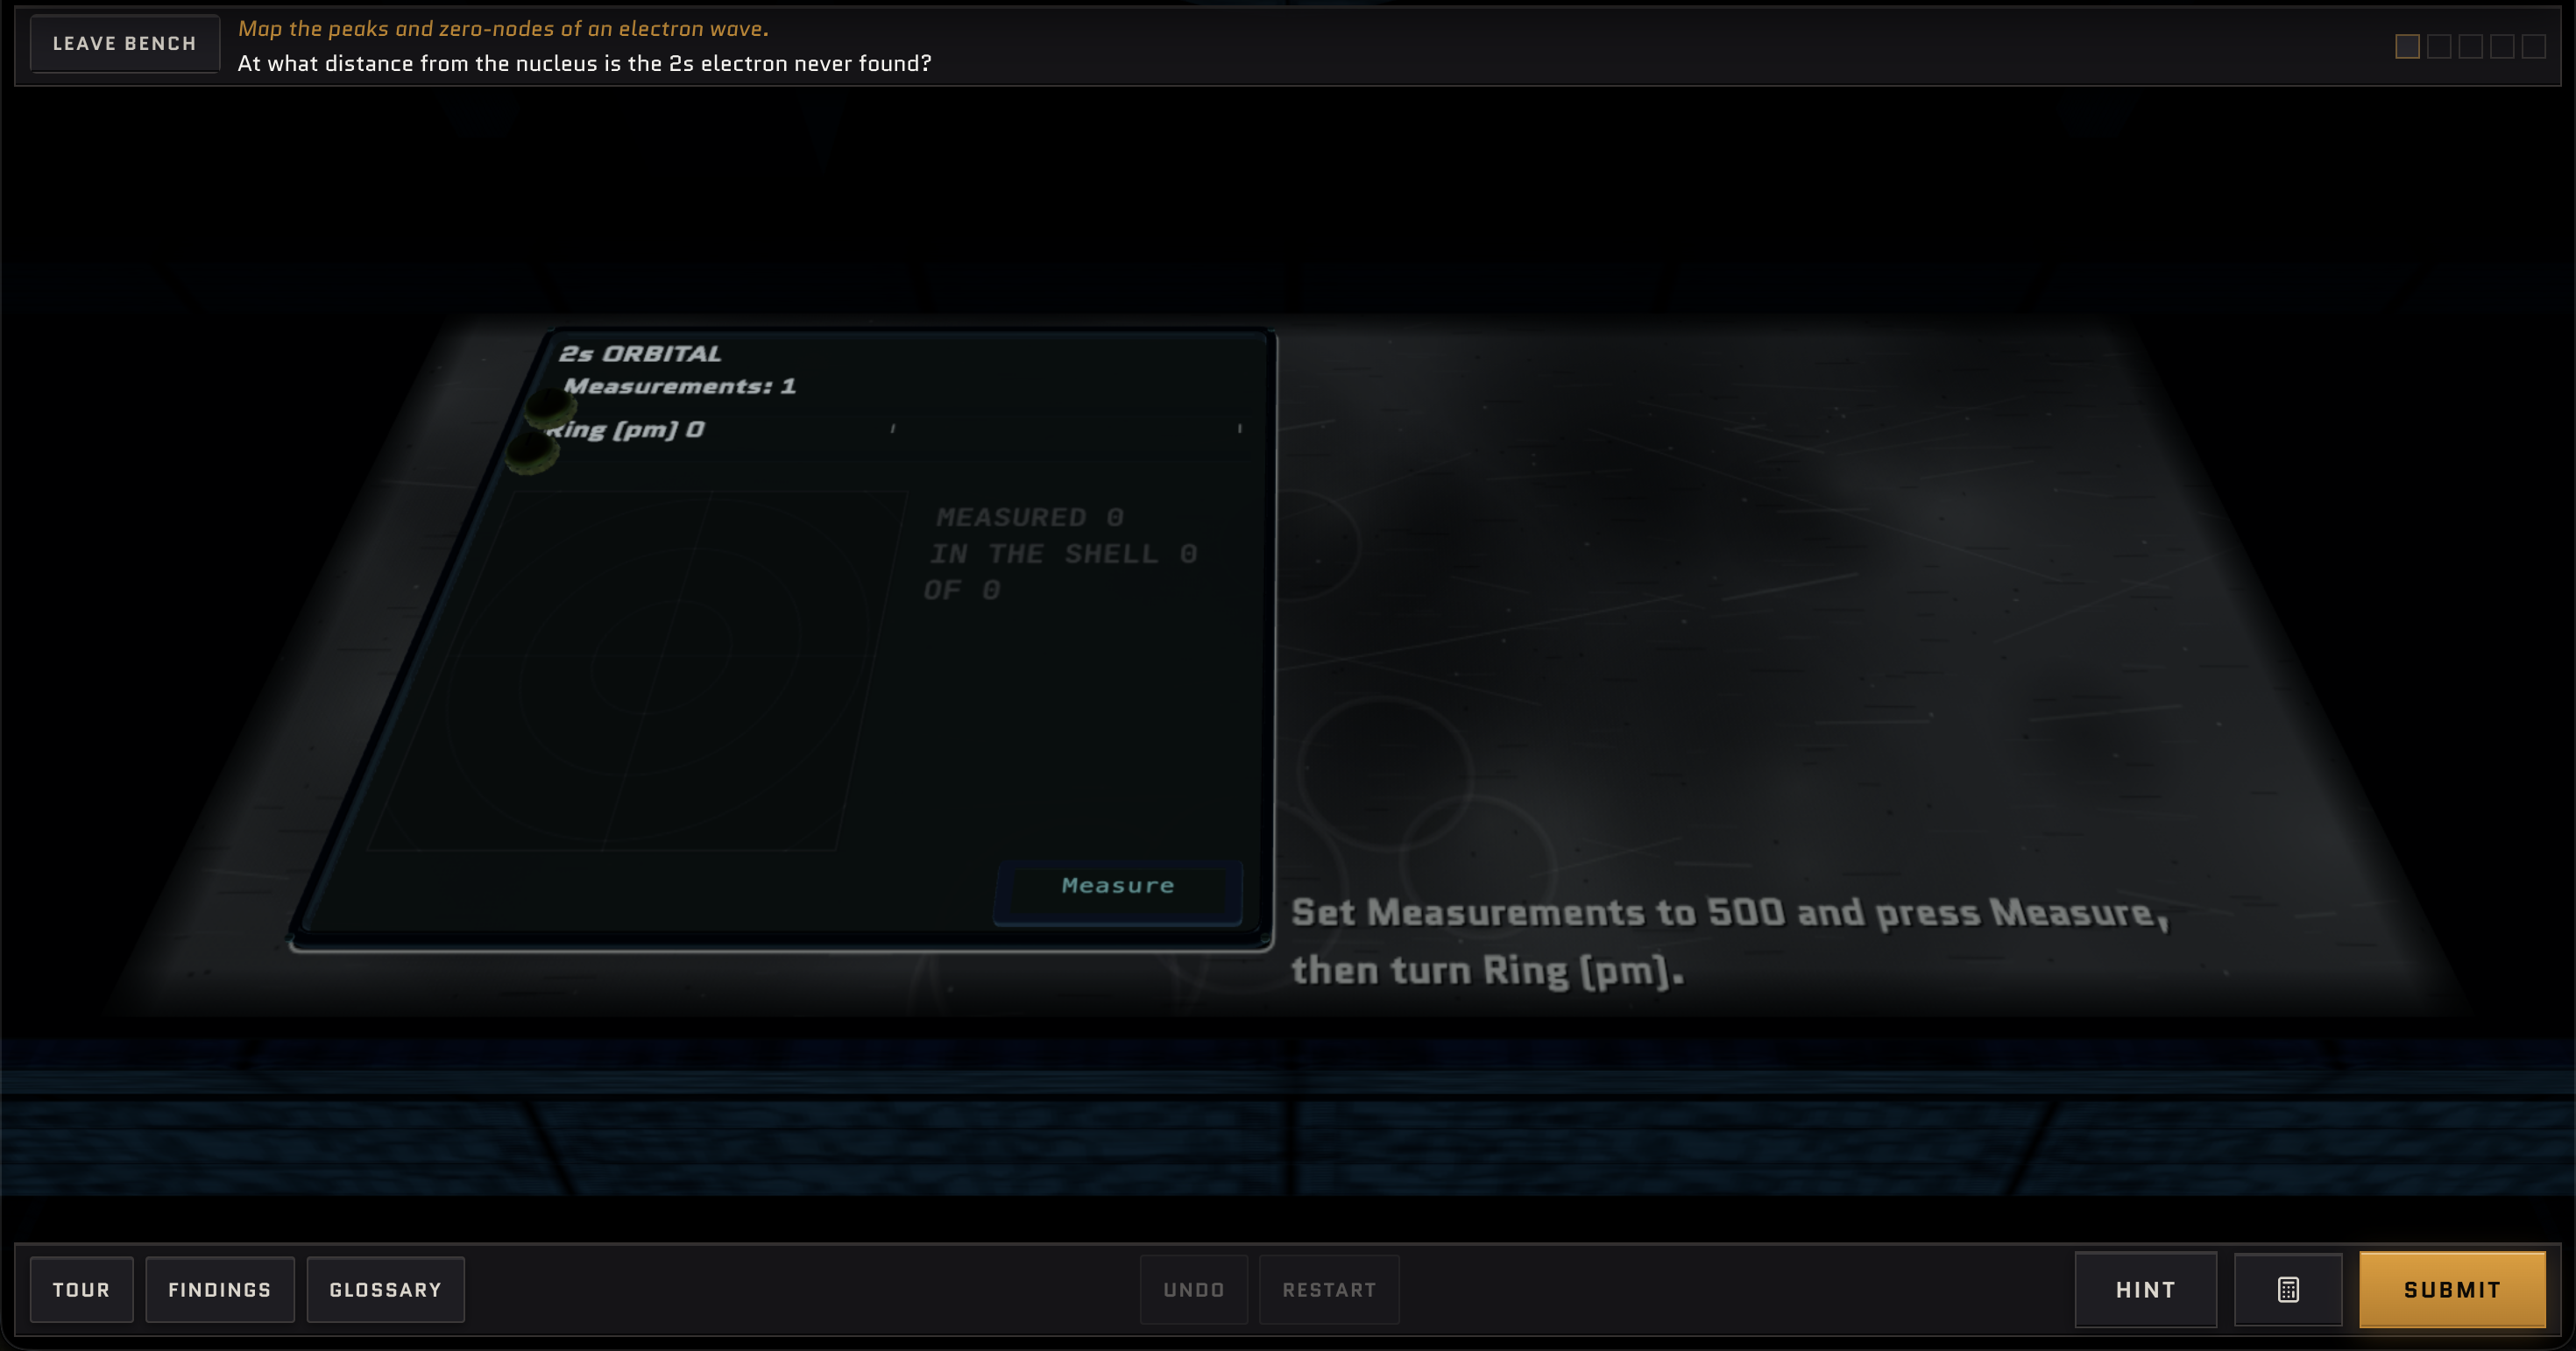 LEAVE BENCH
Map the peaks and zero-nodes of an electron wave.
At what distance from the nucleus is the 2s electron never found?
2s ORBITAL
Measurements: 1
Ring (pm) 0
MEASURED 0
IN THE SHELL 0
OF 0
Measure
Set Measurements to 500 and press Measure,
then turn Ring (pm).
TOUR
FINDINGS
GLOSSARY
UNDO
RESTART
HINT
SUBMIT